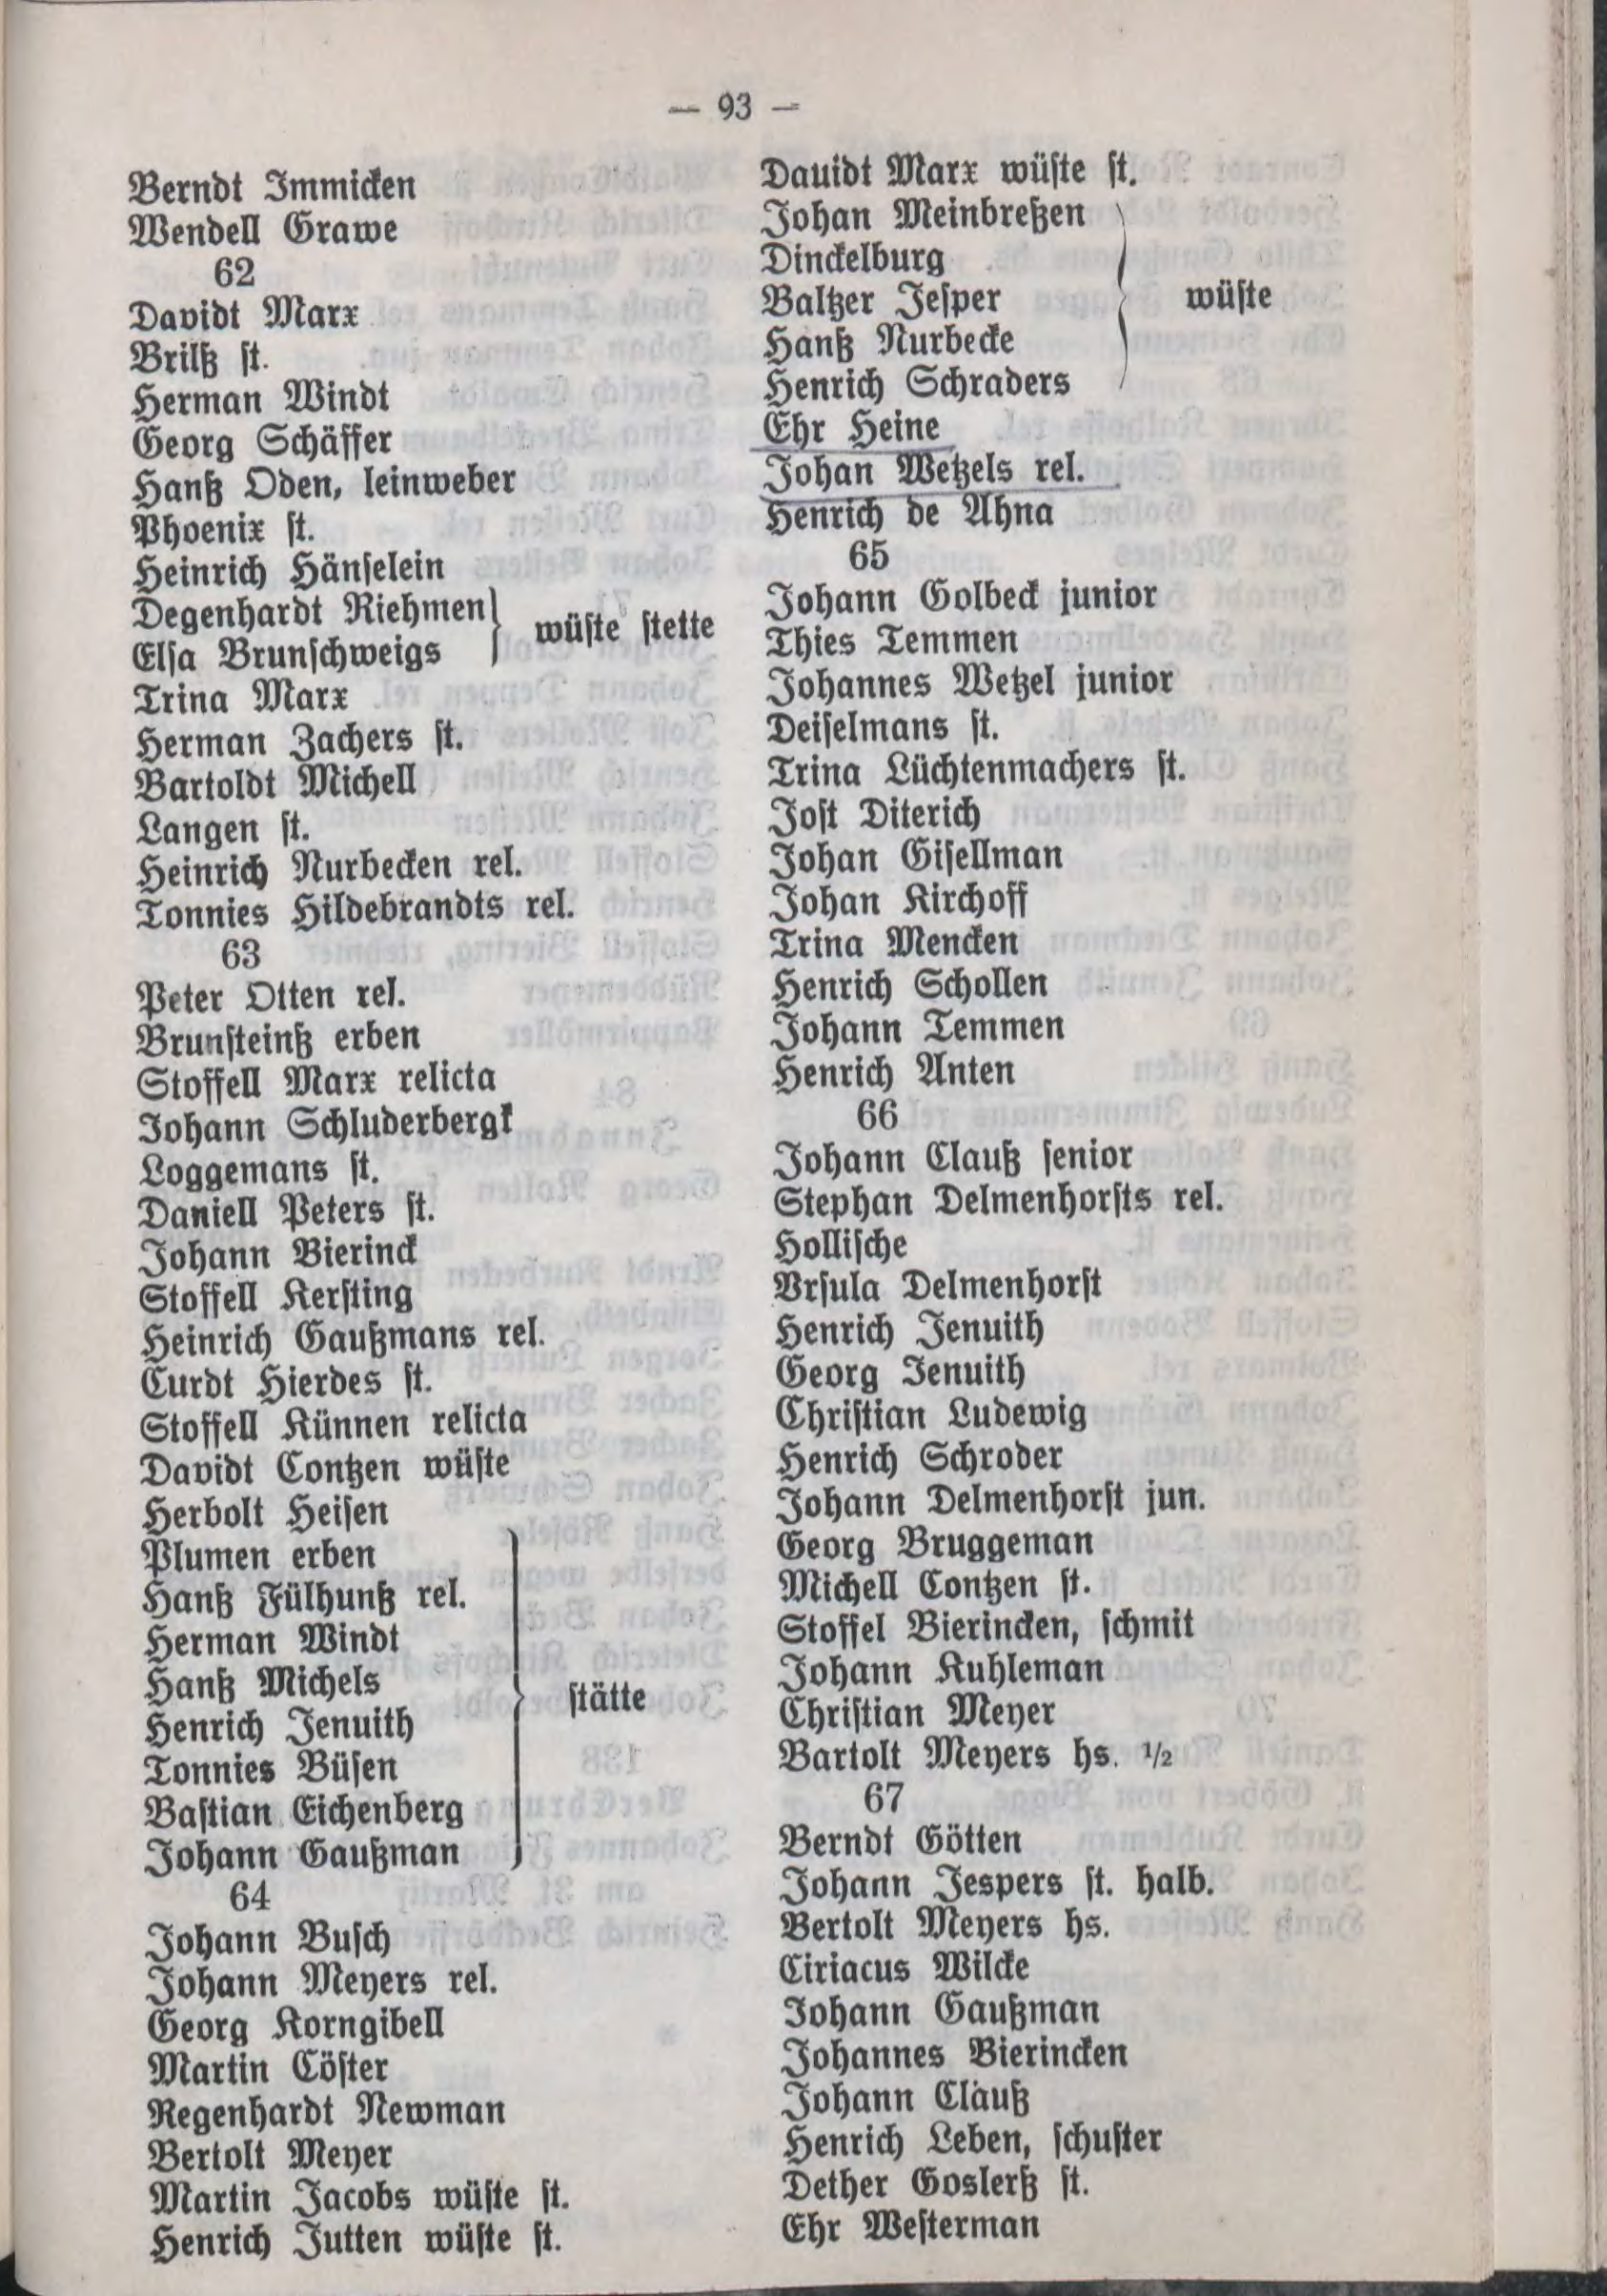 — 93 —
Berndt Immicken
Wendell Grawe
62
Davidt Marx
Brilß st.
Herman Windt
Georg Schäffer
Hanß Oden, leinweber
Phoenix st.
Heinrich Hänselein
Degenhardt Riehmen
Elsa Brunschweigs
wüste stette
Trina Marx
Herman Zachers st.
Bartoldt Michell
Langen st.
Heinrich Nurbecken rel.
Tonnies Hildebrandts rel.
63
Peter Otten rel.
Brunsteinß erben
Stoffell Marx relicta
Johann Schluderbergk
Loggemans st.
Daniell Peters st.
Johann Bierinck
Stoffell Kersting
Heinrich Gaußmans rel.
Curdt Hierdes st.
Stoffell Künnen relicta
Davidt Contzen wüste
Herbolt Heisen
Plumen erben
Hanß Fülhunß rel.
Herman Windt
Hanß Michels
Henrich Jenuith
Tonnies Büsen
Bastian Eichenberg
Johann Gaußman
stätte
64
Johann Busch
Johann Meyers rel.
Georg Korngibell
Martin Cöster
Regenhardt Newman
Bertolt Meyer
Martin Jacobs wüste st.
Henrich Jutten wüste st.
Dauidt Marx wüste st.
Johan Meinbreßen
Dinckelburg
Baltzer Jesper
Hanß Nurbecke
Henrich Schraders
wüste
Ehr Heine
Johan Wetzels rel.
Henrich de Ahna
65
Johann Golbeck junior
Thies Temmen
Johannes Wetzel junior
Deiselmans st.
Trina Lüchtenmachers st.
Jost Diterich
Johan Gisellman
Johan Kirchoff
Trina Mencken
Henrich Schollen
Johann Temmen
Henrich Anten
66
Johann Clauß senior
Stephan Delmenhorsts rel.
Hollische
Vrsula Delmenhorst
Henrich Jenuith
Georg Jenuith
Christian Ludewig
Henrich Schroder
Johann Delmenhorst jun.
Georg Bruggeman
Michell Contzen st.
Stoffel Bierincken, schmit
Johann Kuhleman
Christian Meyer
Bartolt Meyers hs. ½
67
Berndt Götten
Johann Jespers st. halb.
Bertolt Meyers hs.
Ciriacus Wilcke
Johann Gaußman
Johannes Bierincken
Johann Clauß
Henrich Leben, schuster
Dether Goslerß st.
Ehr Westerman